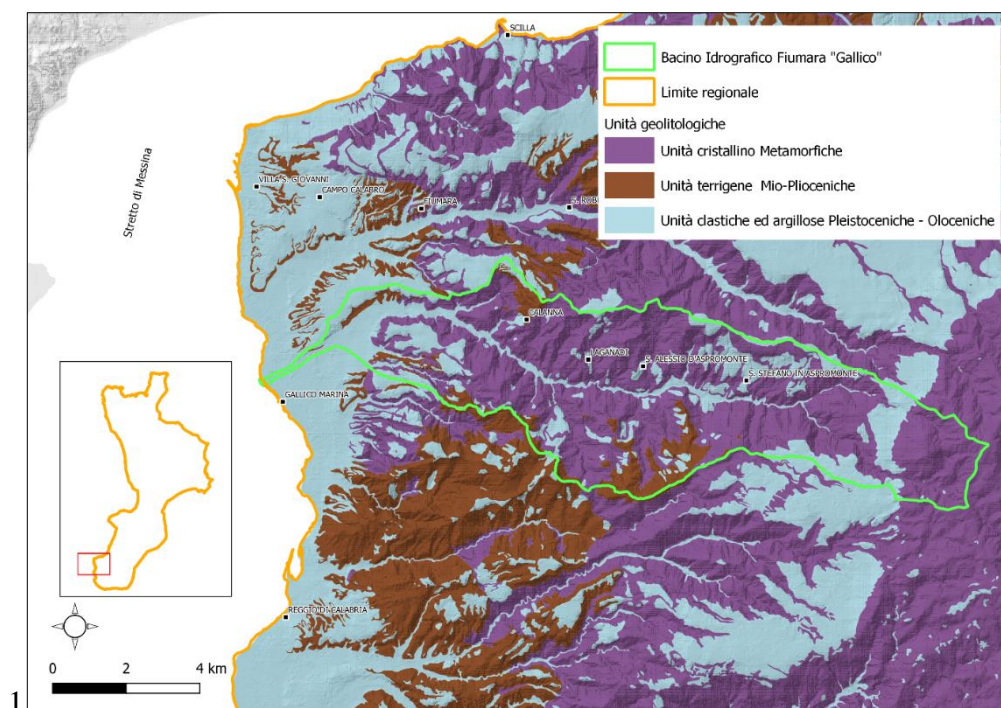 SCILLA
Bacino Idrografico Fiumara "Gallico"
Limite regionale
Unità geolitologiche
Unità cristallino Metamorfiche
Unità terrigene Mio-Plioceniche
Unità clastiche ed argillose Pleistoceniche - Oloceniche
Stretto di Messina
VILLA S. GIOVANNI
CAMPO CALABRO
FIUMARA
CALANNA
LAGANADI
S. ALESSIO D'ASPROMONTE
S. STEFANO IN ASPROMONTE
GALLICO MARINA
REGGIO DI CALABRIA
0 2 4 km
1